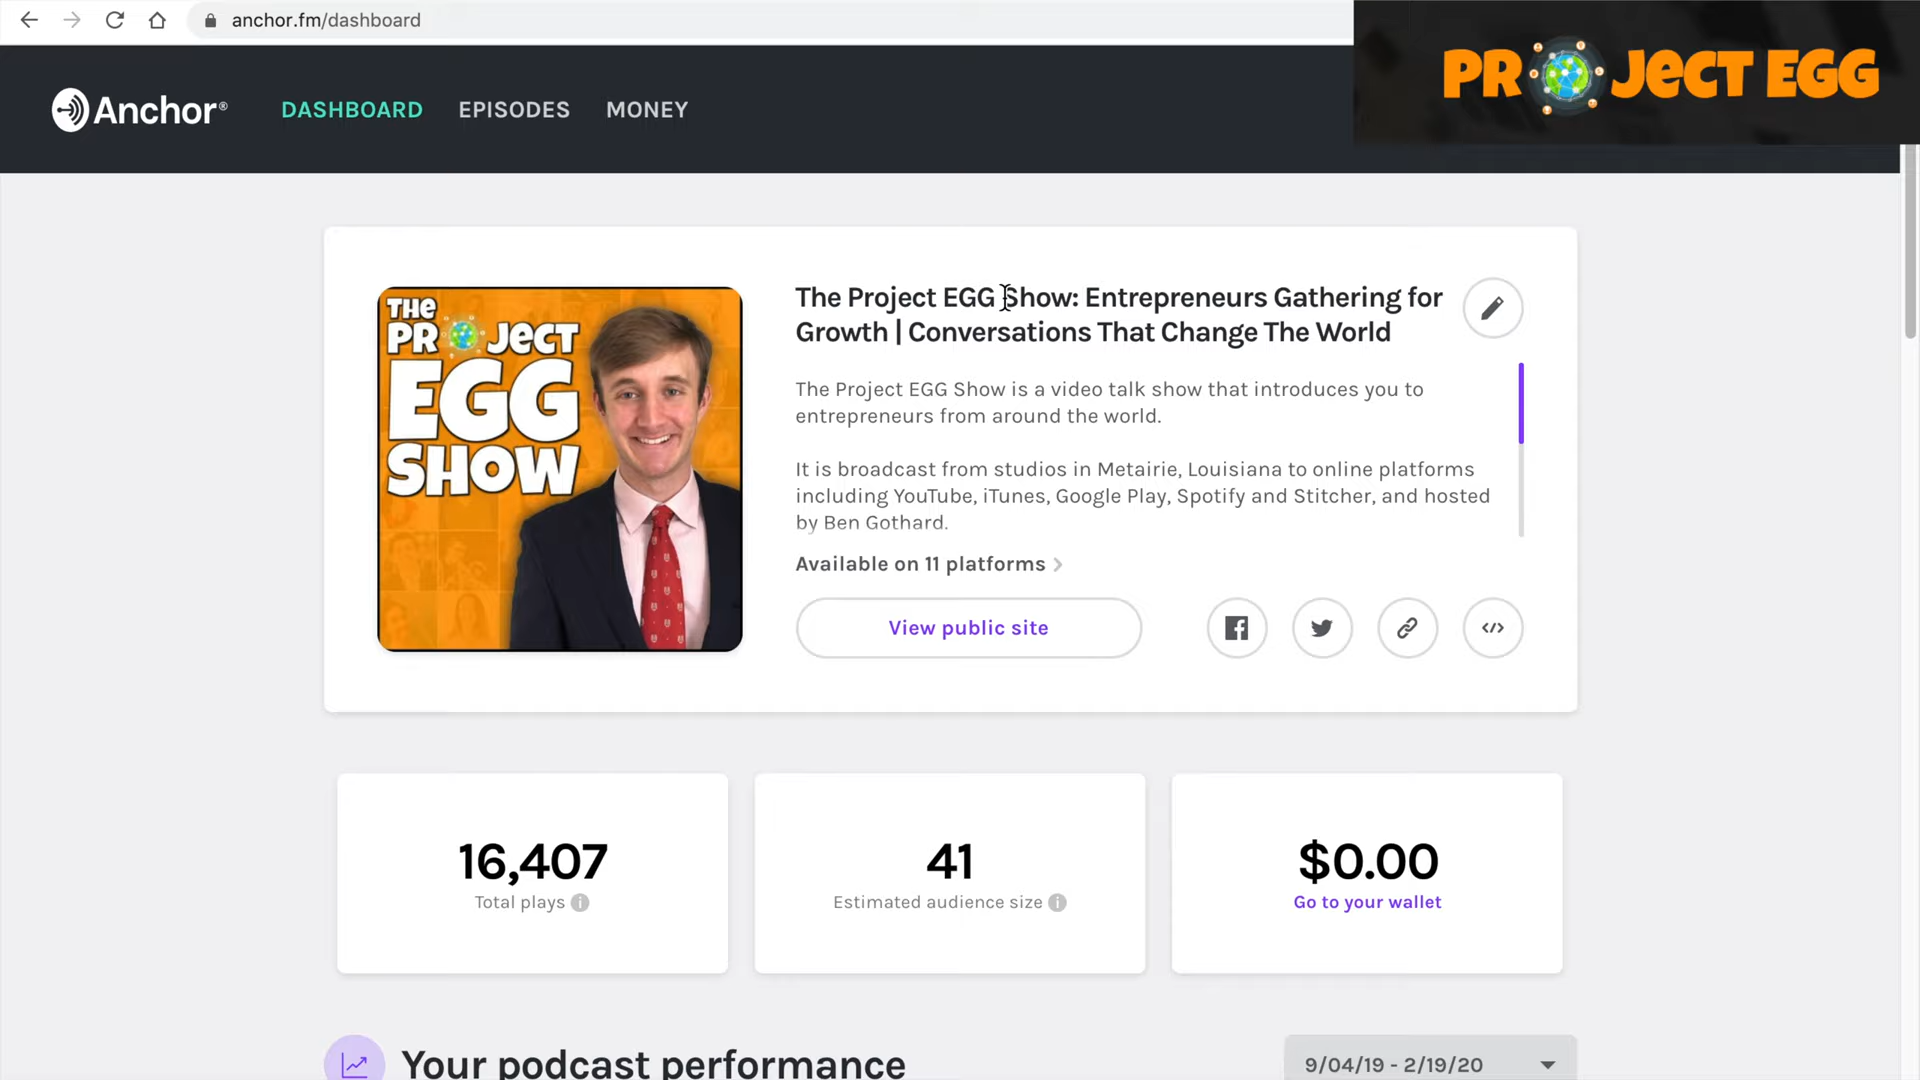 anchor.fm/dashboard
PROJECT EGG
Anchor®
DASHBOARD
EPISODES
MONEY
THE
PROJECT
EGG
SHOW
The Project EGG Show: Entrepreneurs Gathering for
Growth | Conversations That Change The World
The Project EGG Show is a video talk show that introduces you to
entrepreneurs from around the world.
It is broadcast from studios in Metairie, Louisiana to online platforms
including YouTube, iTunes, Google Play, Spotify and Stitcher, and hosted
by Ben Gothard.
Available on 11 platforms
View public site
16,407
Total plays
41
Estimated audience size
$0.00
Go to your wallet
Your podcast performance
9/04/19 - 2/19/20